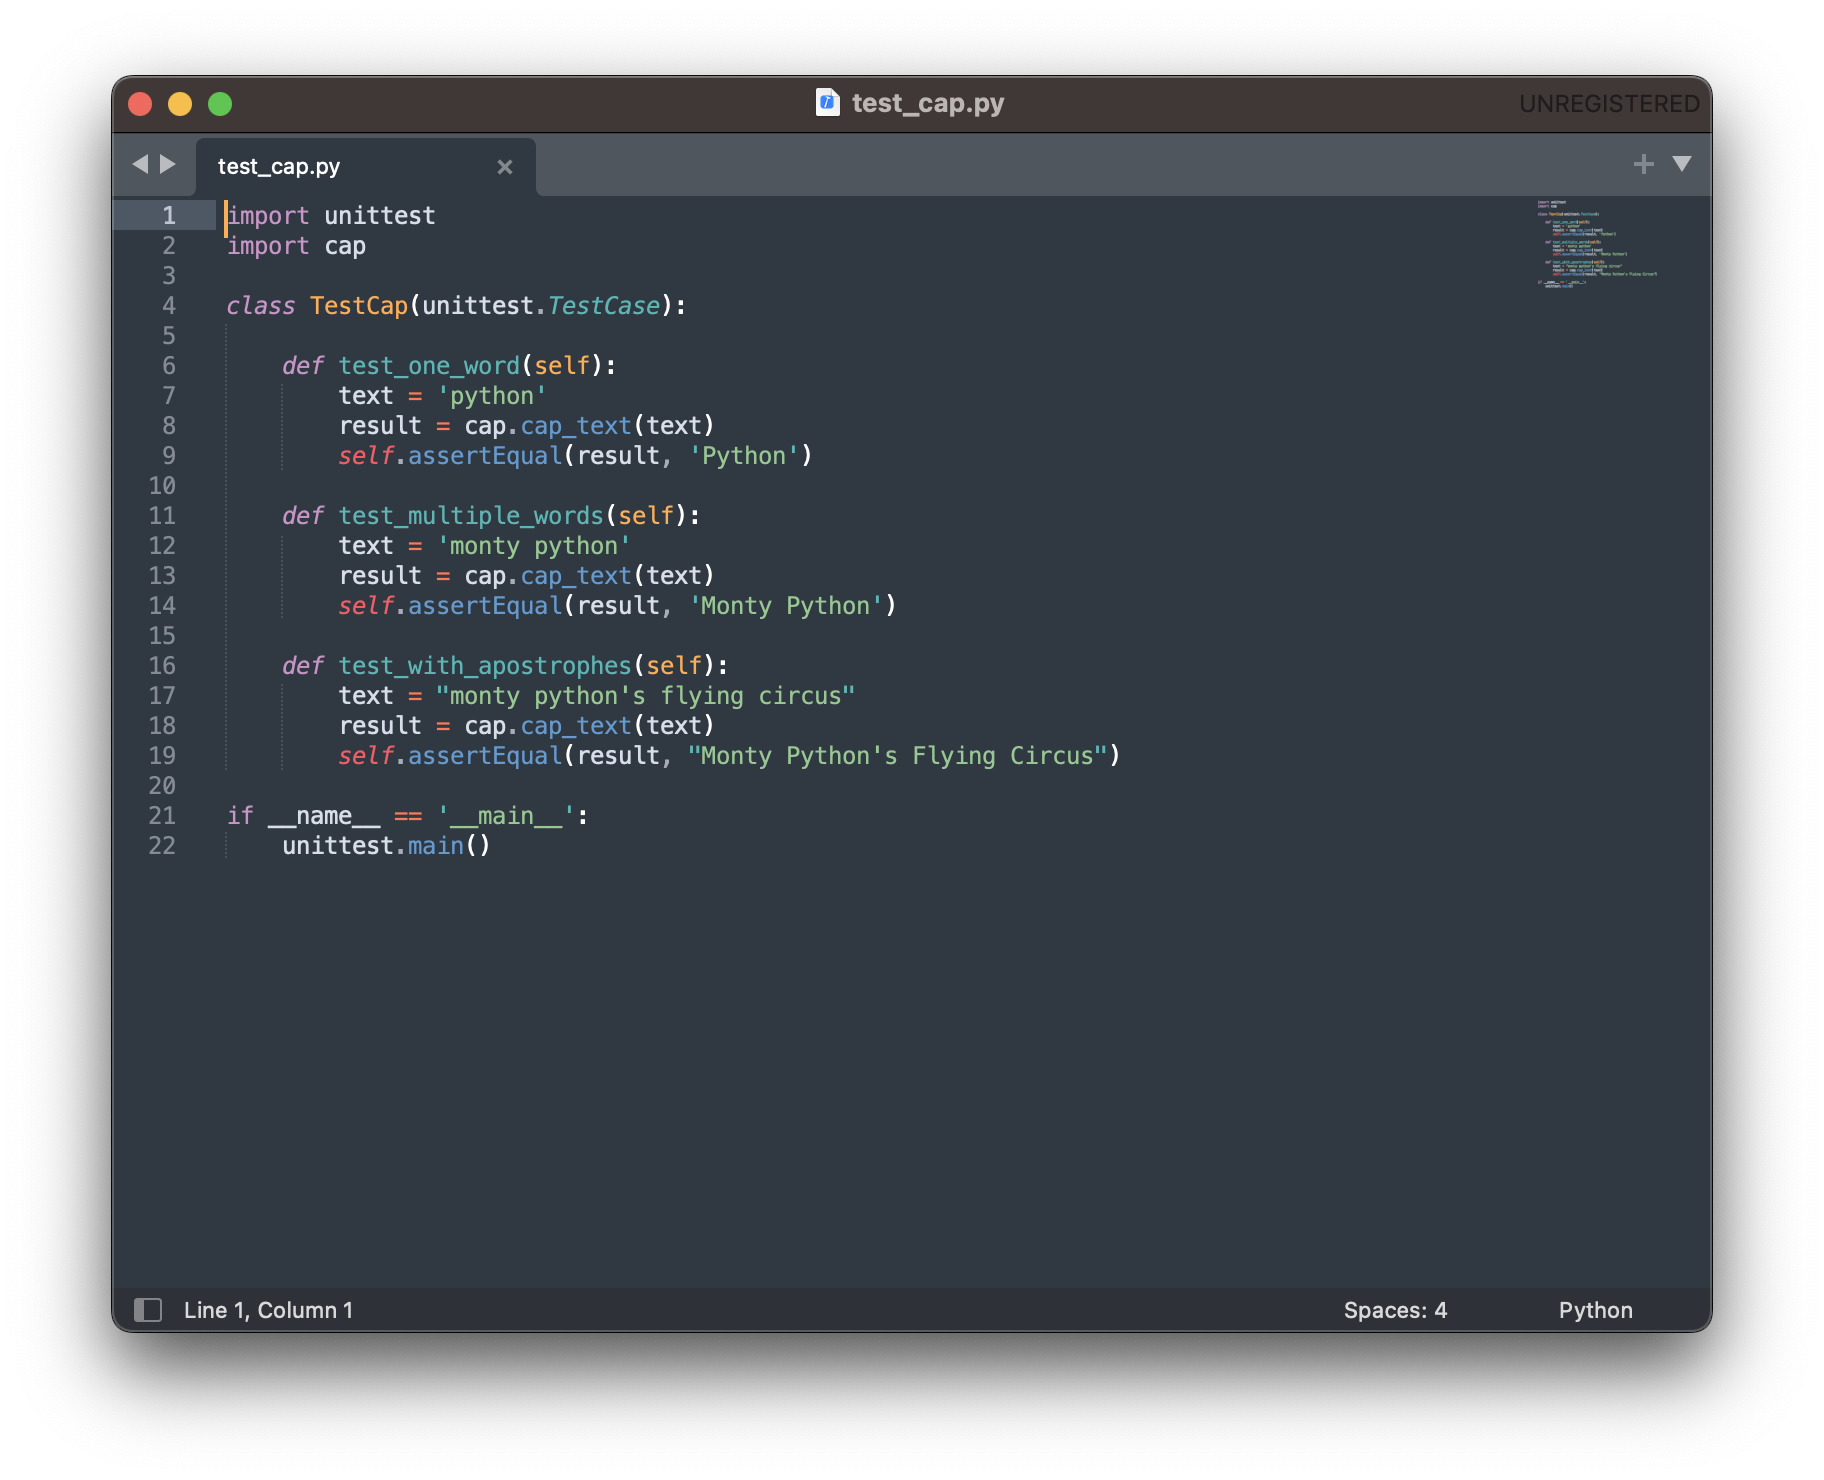 test_cap.py
UNREGISTERED
test_cap.py
1 import unittest
2 import cap
3
4 class TestCap(unittest.TestCase):
5
6     def test_one_word(self):
7         text = 'python'
8         result = cap.cap_text(text)
9         self.assertEqual(result, 'Python')
10
11     def test_multiple_words(self):
12         text = 'monty python'
13         result = cap.cap_text(text)
14         self.assertEqual(result, 'Monty Python')
15
16     def test_with_apostrophes(self):
17         text = "monty python's flying circus"
18         result = cap.cap_text(text)
19         self.assertEqual(result, "Monty Python's Flying Circus")
20
21 if __name__ == '__main__':
22     unittest.main()
Line 1, Column 1
Spaces: 4
Python